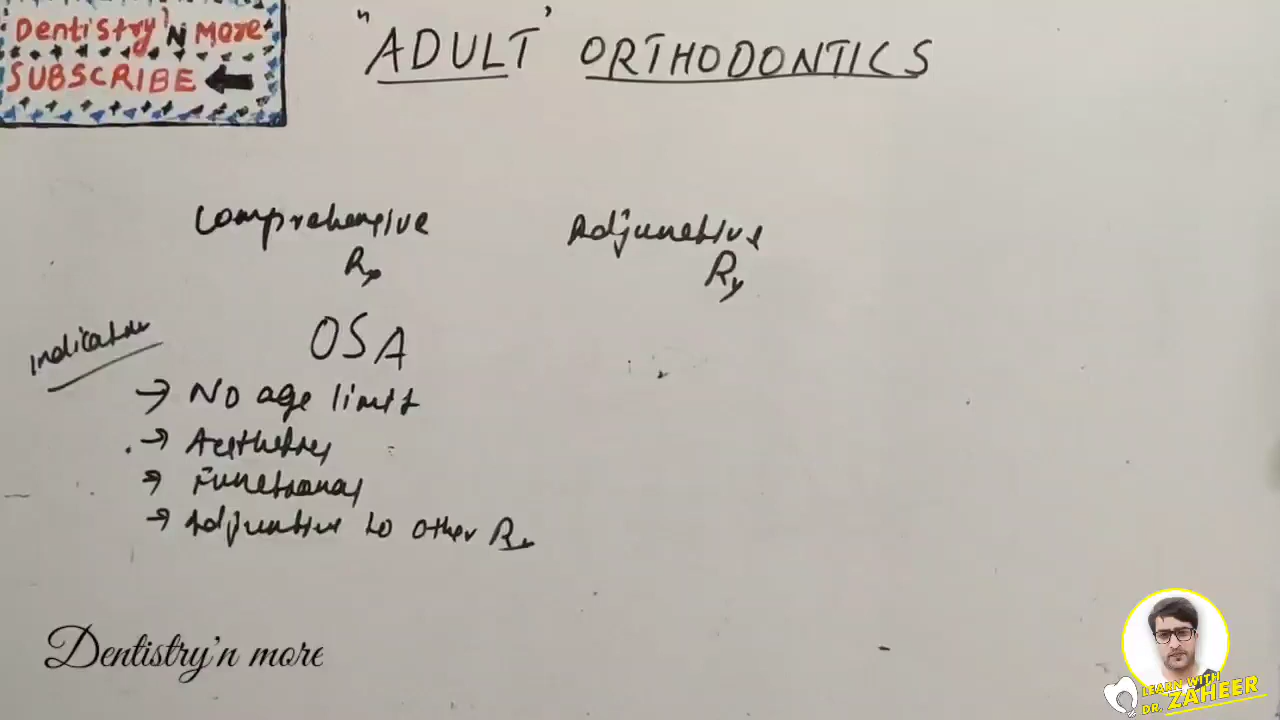 Dentistry'N More
SUBSCRIBE
"ADULT" ORTHODONTICS
Comprehensive
Rx
Adjunctive
Rx
Indication
OSA
→ No age limit
→ Aesthetics
→ Functional
→ Adjunctive to other Rx
Dentistry'n more
LEARN WITH
DR. ZAHEER